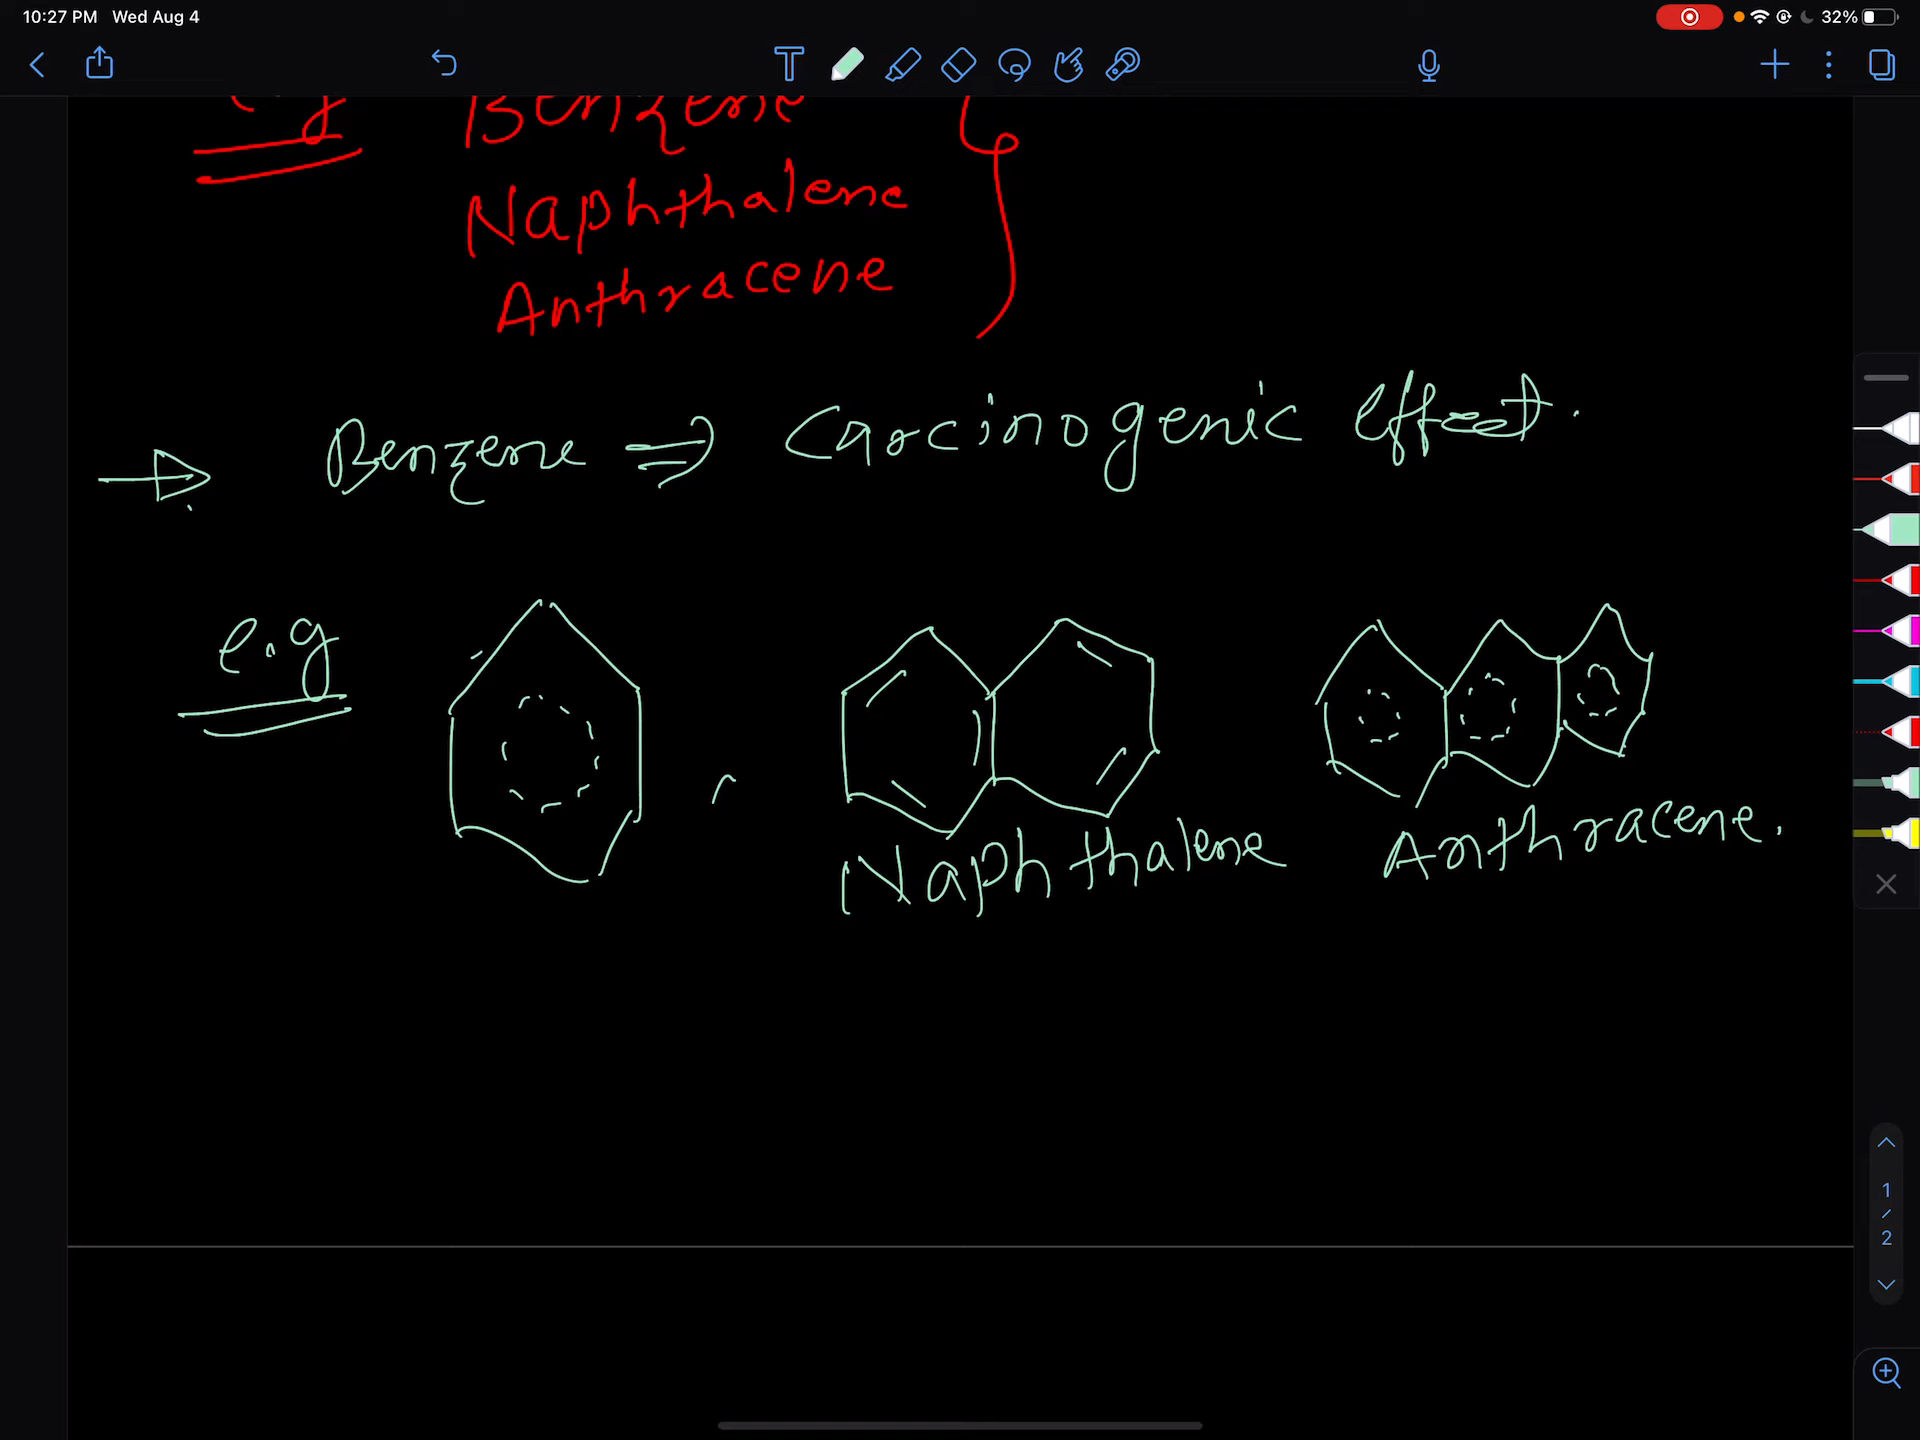 10:27 PM Wed Aug 4 32%
e.g Benzene
Naphthalene
Anthracene
Benzene ⇒ Carcinogenic effect.
e.g
Naphthalene Anthracene.
1
/
2